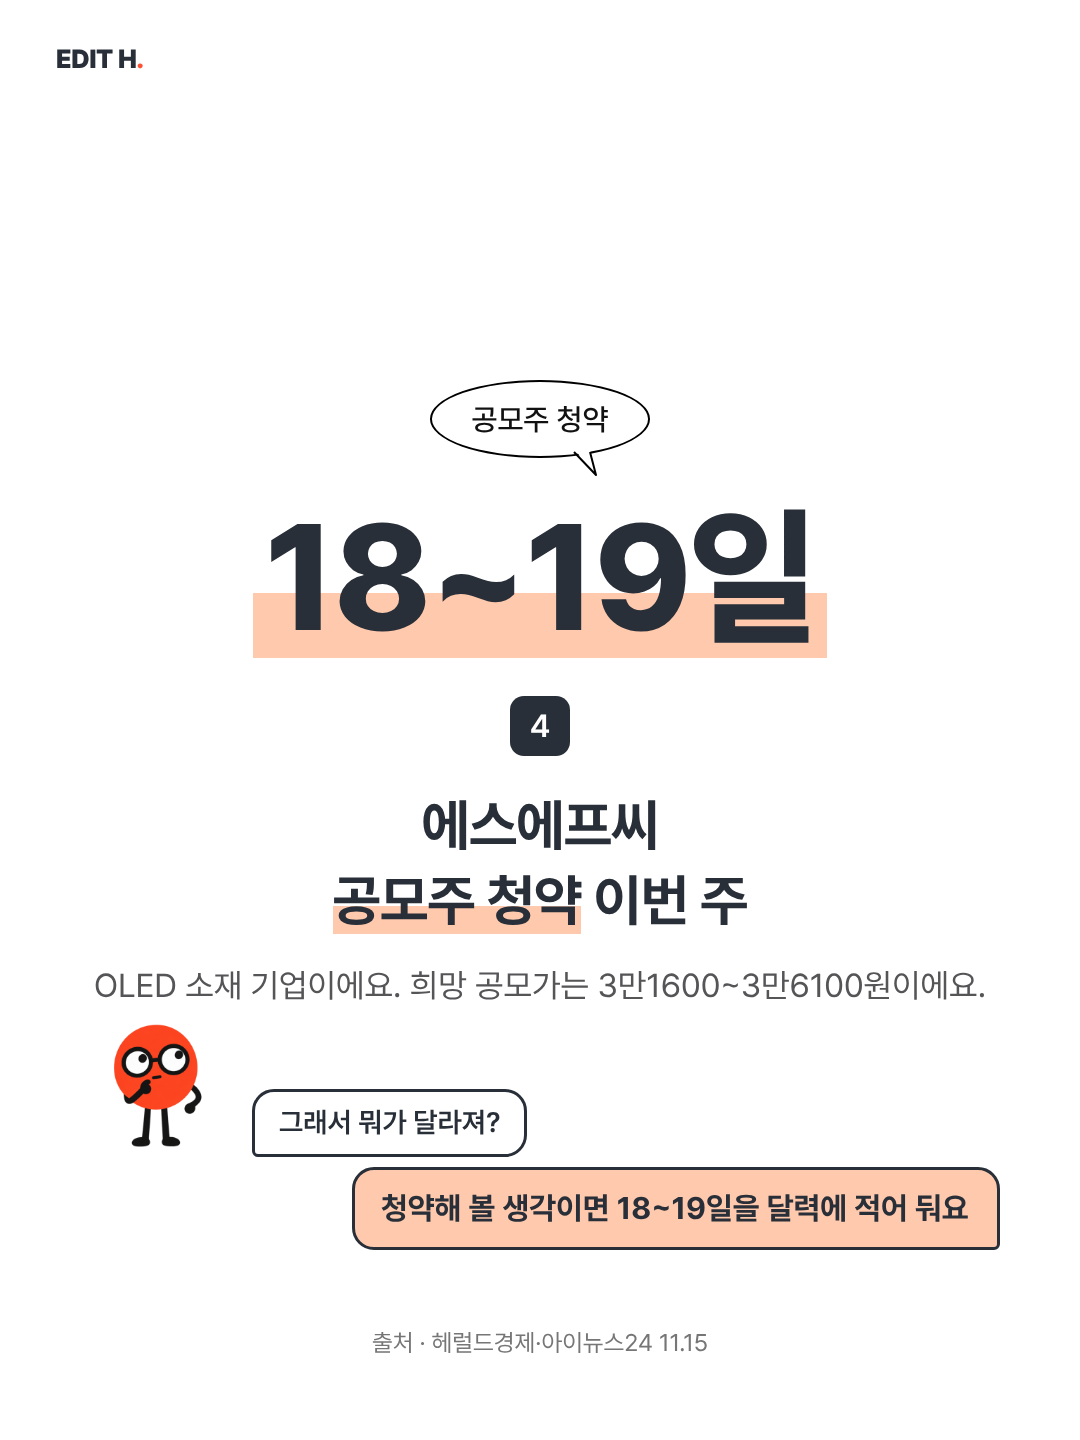 EDIT H.
공모주 청약
18~19일
4
에스에프씨
공모주 청약 이번 주
OLED 소재 기업이에요. 희망 공모가는 3만1600~3만6100원이에요.
그래서 뭐가 달라져?
청약해 볼 생각이면 18~19일을 달력에 적어 둬요
출처 · 헤럴드경제·아이뉴스24 11.15